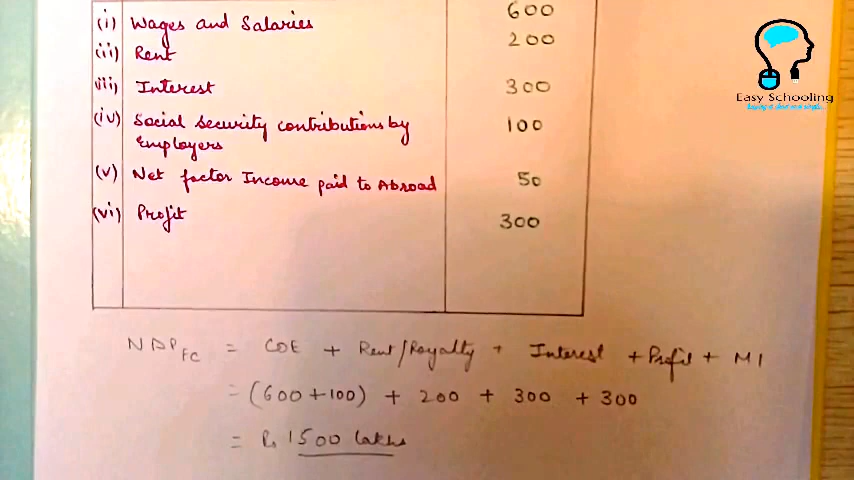 (i) Wages and Salaries 600
(ii) Rent 200
iii) Interest 300
(iv) Social Security contributions by Employers 100
(v) Net factor Income paid to Abroad 50
(vi) Profit 300
NDP FC = COE + Rent/Royalty + Interest + Profit + MI
= (600+100) + 200 + 300 + 300
= Rs 1500 lakhs
Easy Schooling